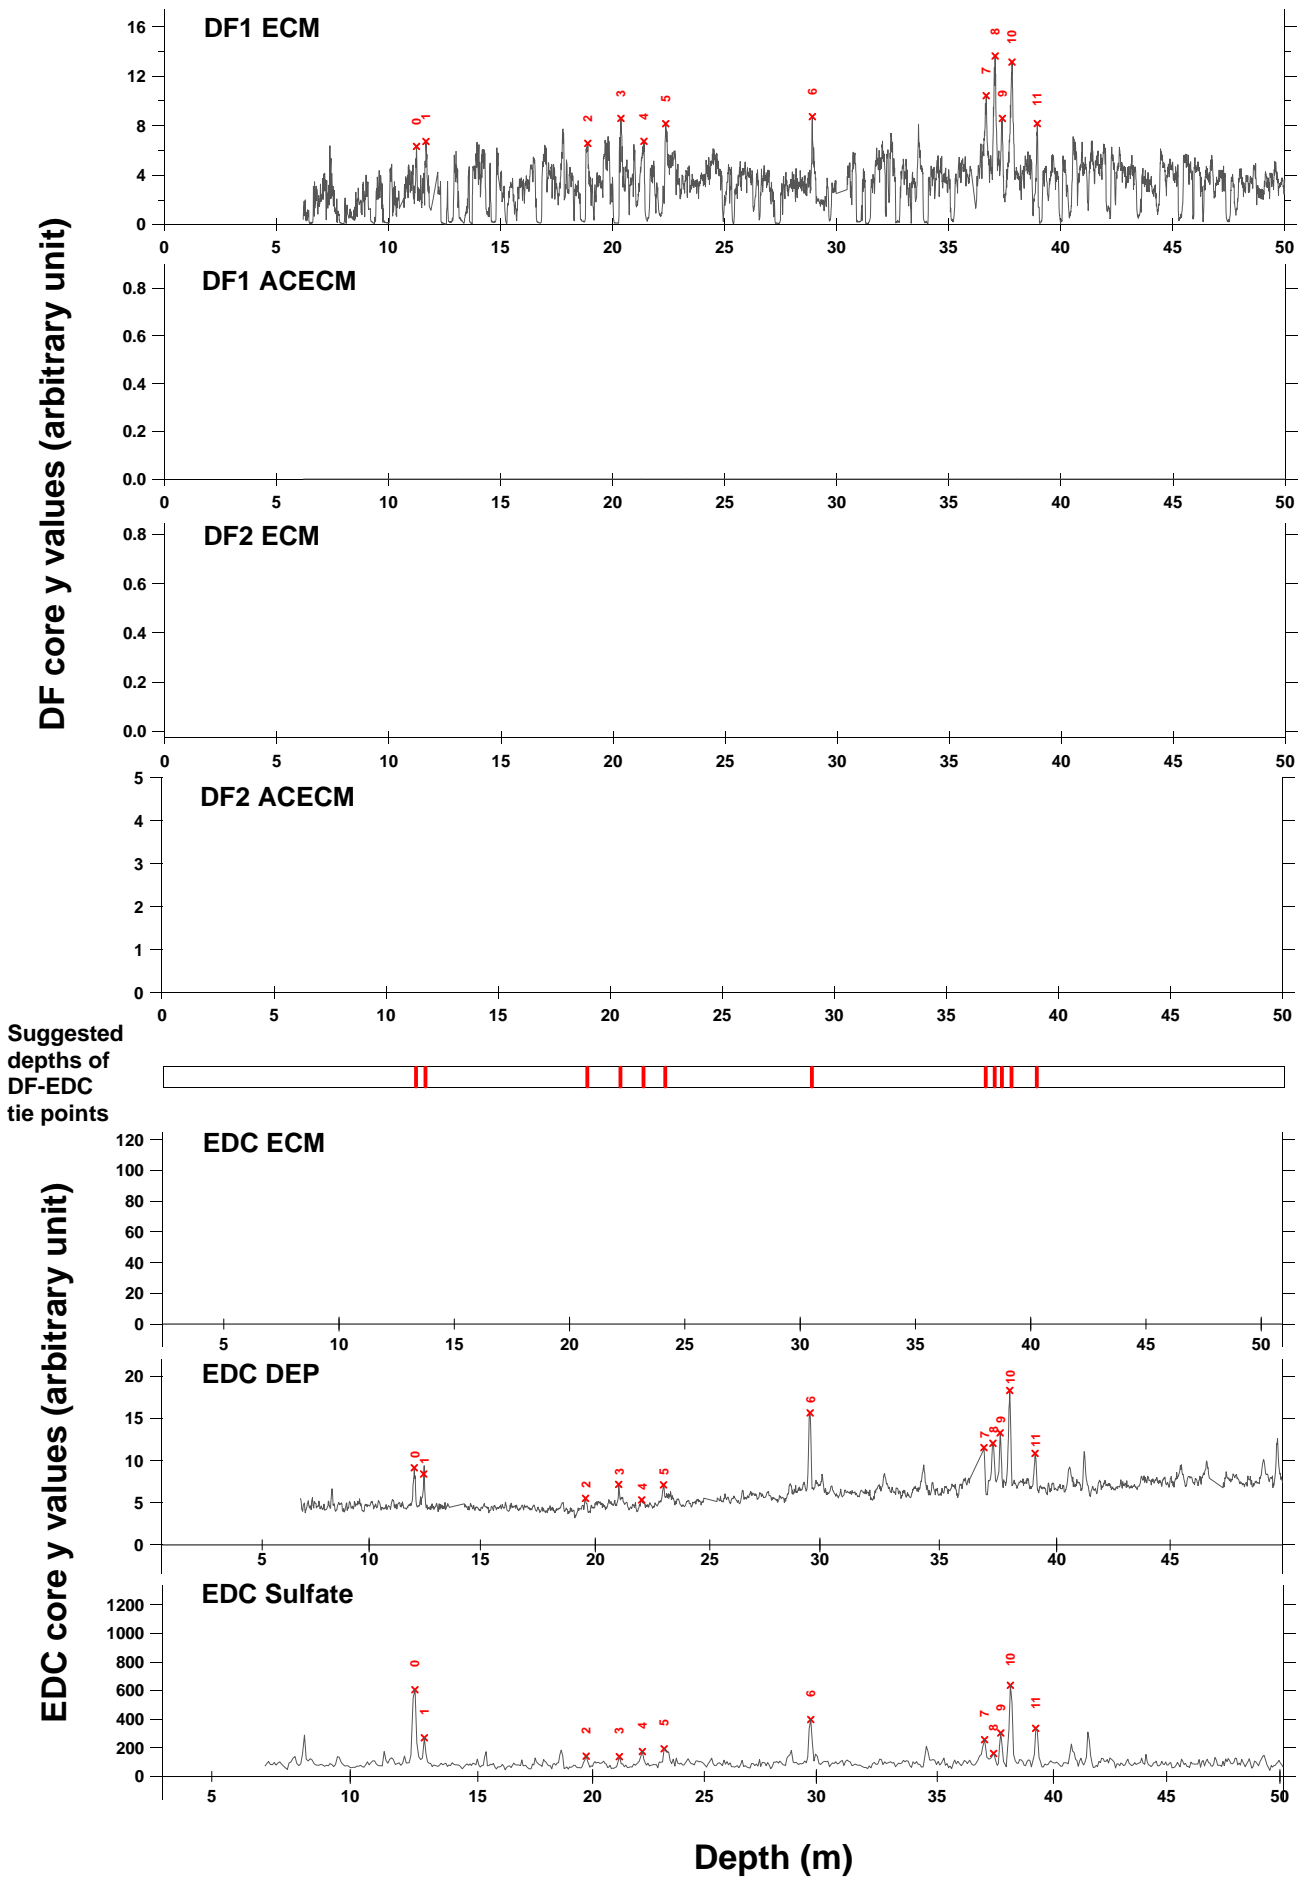 DF1 ECM
16
12
8
4
0
0 1 2 3 4 5 6 7 8 9 10 11
0 5 10 15 20 25 30 35 40 45 50
DF1 ACECM
0.8
0.6
0.4
0.2
0.0
0 5 10 15 20 25 30 35 40 45 50
DF core y values (arbitrary unit)
DF2 ECM
0.8
0.6
0.4
0.2
0.0
0 5 10 15 20 25 30 35 40 45 50
DF2 ACECM
5
4
3
2
1
0
0 5 10 15 20 25 30 35 40 45 50
Suggested
depths of
DF-EDC
tie points
EDC ECM
120
100
80
60
40
20
0
5 10 15 20 25 30 35 40 45 50
EDC core y values (arbitrary unit)
EDC DEP
20
15
10
5
0
0 1 2 3 4 5 6 7 8 9 10 11
5 10 15 20 25 30 35 40 45
EDC Sulfate
1200
1000
800
600
400
200
0
0 1 2 3 4 5 6 7 8 9 10 11
5 10 15 20 25 30 35 40 45 50
Depth (m)